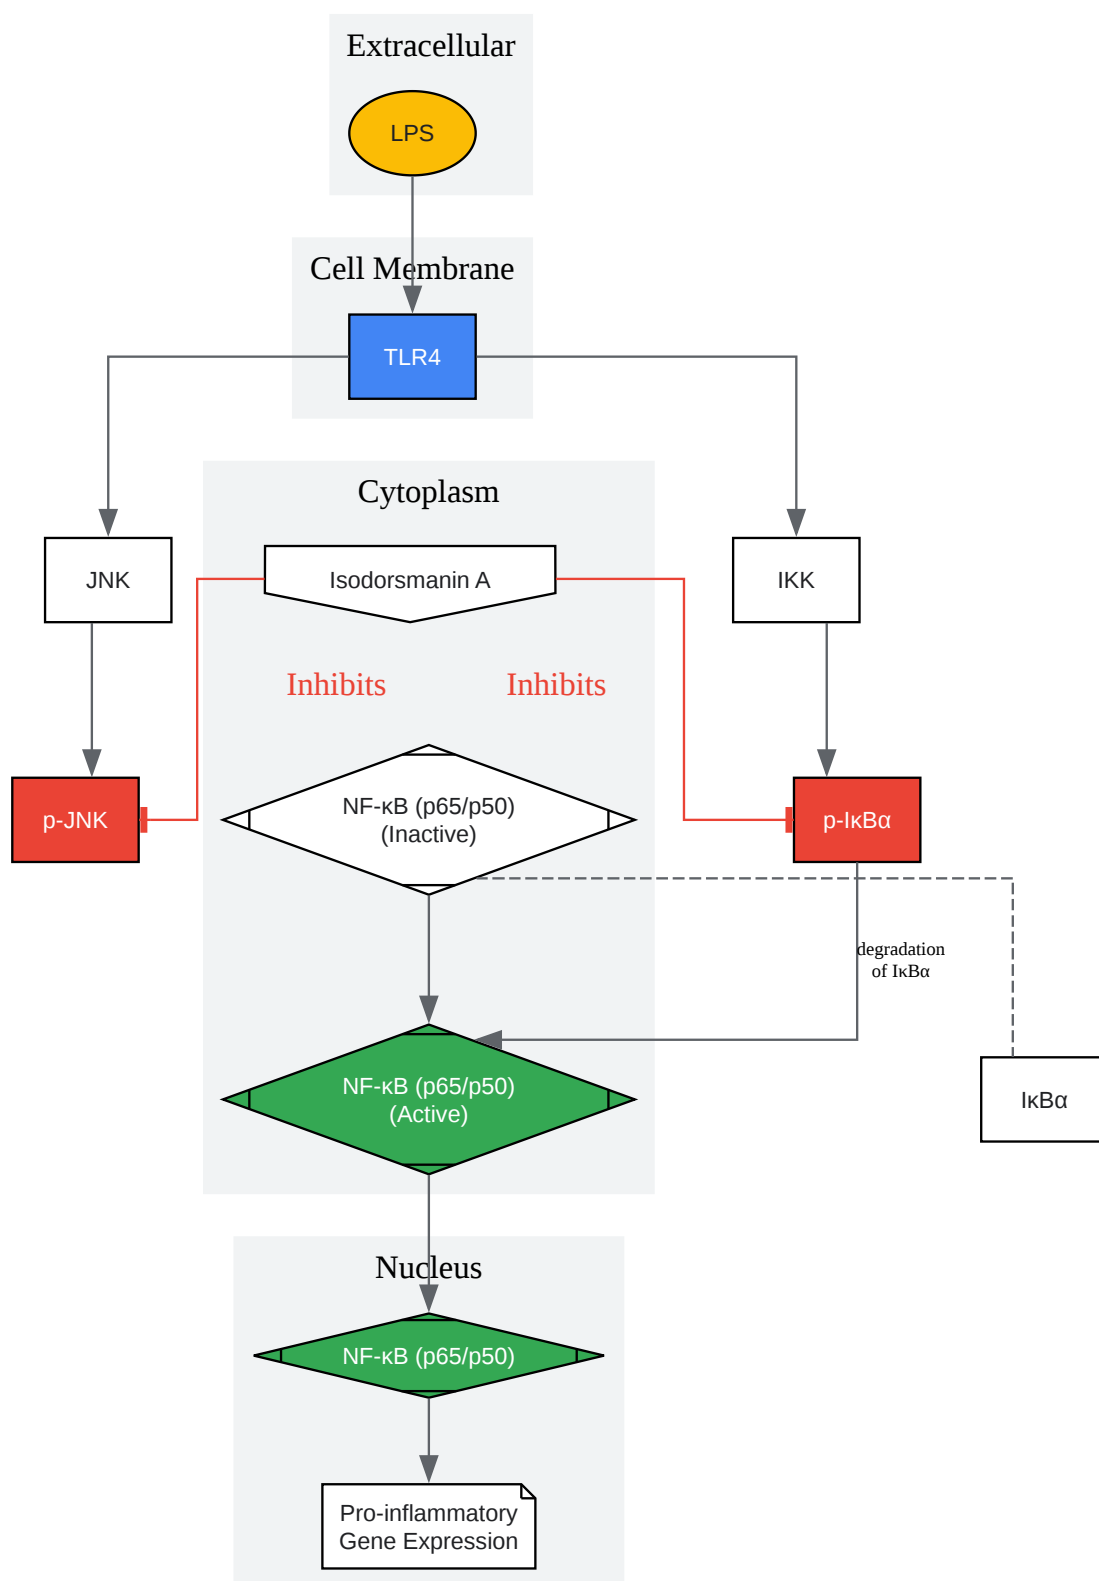 Extracellular
LPS
Cell Membrane
TLR4
Cytoplasm
JNK
Isodorsmanin A
IKK
Inhibits
Inhibits
p-JNK
NF-κB (p65/p50)
(Inactive)
p-IκBα
degradation
of IκBα
NF-κB (p65/p50)
(Active)
IκBα
Nucleus
NF-κB (p65/p50)
Pro-inflammatory
Gene Expression